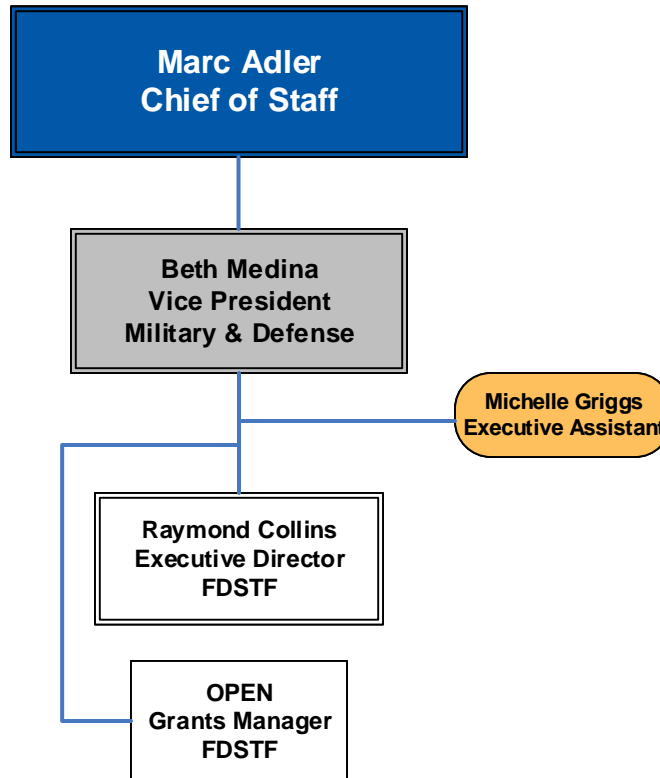 Marc Adler
Chief of Staff
Beth Medina
Vice President
Military & Defense
Michelle Griggs
Executive Assistant
Raymond Collins
Executive Director
FDSTF
OPEN
Grants Manager
FDSTF